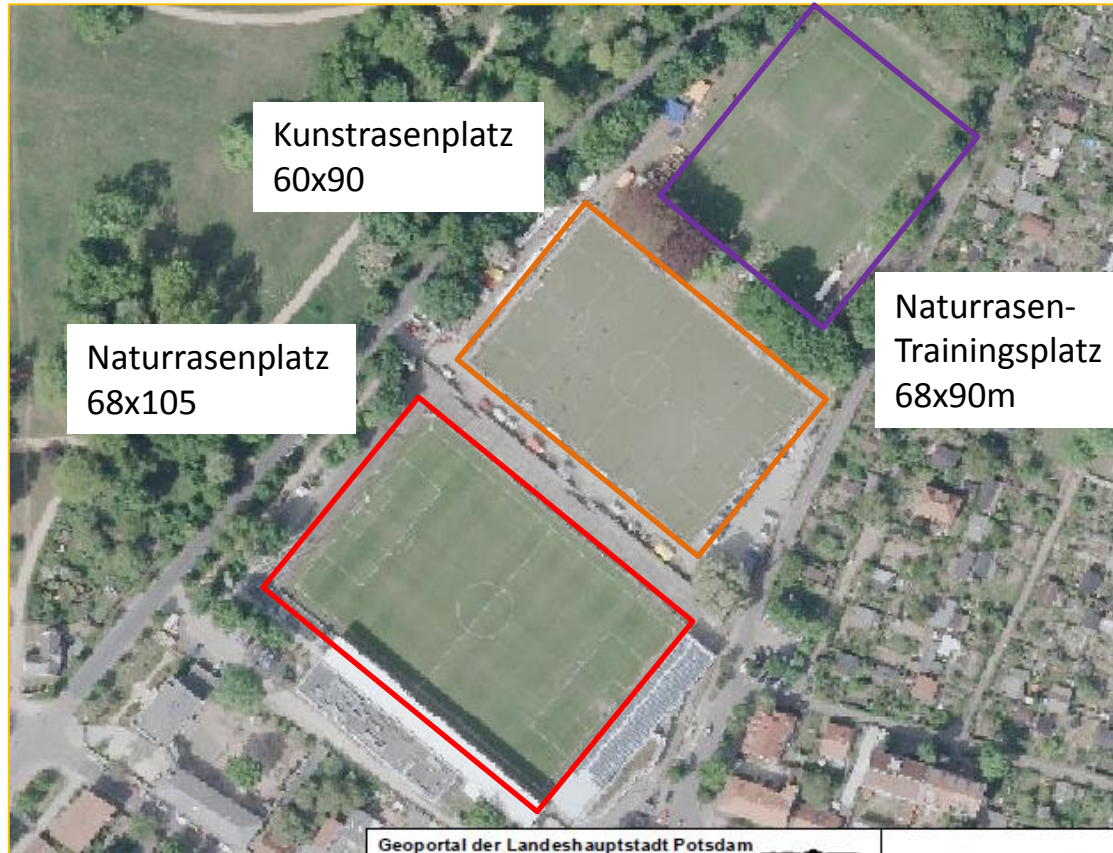 Kunstrasenplatz
60x90
Naturrasenplatz
68x105
Naturrasen-
Trainingsplatz
68x90m
Geoportal der Landeshauptstadt Potsdam